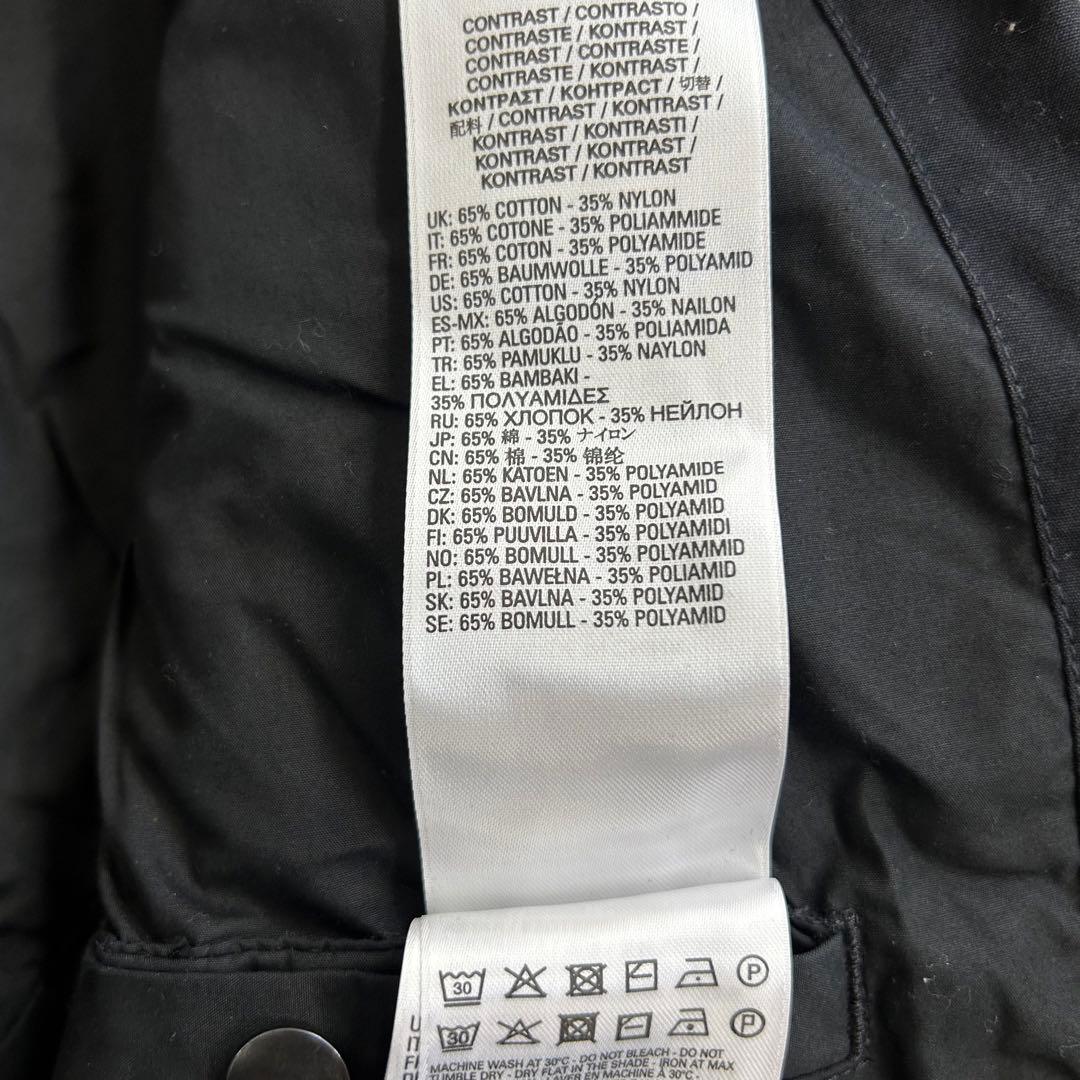 CONTRAST / CONTRASTO /
CONTRASTE / KONTRAST /
CONTRAST / CONTRASTE /
CONTRASTE / KONTRAST /
ΚΟΝΤΡΑΣΤ / КОНТРАСТ / 切替 /
配料 / CONTRAST / KONTRAST /
KONTRAST / KONTRASTI /
KONTRAST / KONTRAST /
KONTRAST / KONTRAST
UK: 65% COTTON - 35% NYLON
IT: 65% COTONE - 35% POLIAMMIDE
FR: 65% COTON - 35% POLYAMIDE
DE: 65% BAUMWOLLE - 35% POLYAMID
US: 65% COTTON - 35% NYLON
ES-MX: 65% ALGODÓN - 35% NAILON
PT: 65% ALGODÃO - 35% POLIAMIDA
TR: 65% PAMUKLU - 35% NAYLON
EL: 65% ΒΑΜΒΑΚΙ -
35% ΠΟΛΥΑΜΙΔΕΣ
RU: 65% ХЛОПОК - 35% НЕЙЛОН
JP: 65% 綿 - 35% ナイロン
CN: 65% 棉 - 35% 锦纶
NL: 65% KATOEN - 35% POLYAMIDE
CZ: 65% BAVLNA - 35% POLYAMID
DK: 65% BOMULD - 35% POLYAMID
FI: 65% PUUVILLA - 35% POLYAMIDI
NO: 65% BOMULL - 35% POLYAMMID
PL: 65% BAWEŁNA - 35% POLIAMID
SK: 65% BAVLNA - 35% POLYAMID
SE: 65% BOMULL - 35% POLYAMID
30 P
30 P
MACHINE WASH AT 30°C - DO NOT BLEACH - DO NOT
TUMBLE DRY - DRY FLAT IN THE SHADE - IRON AT MAX
LAVER EN MACHINE À 30°C -